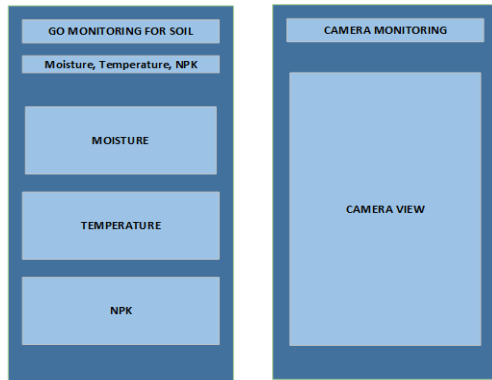 GO MONITORING FOR SOIL
Moisture, Temperature, NPK
MOISTURE
TEMPERATURE
NPK
CAMERA MONITORING
CAMERA VIEW